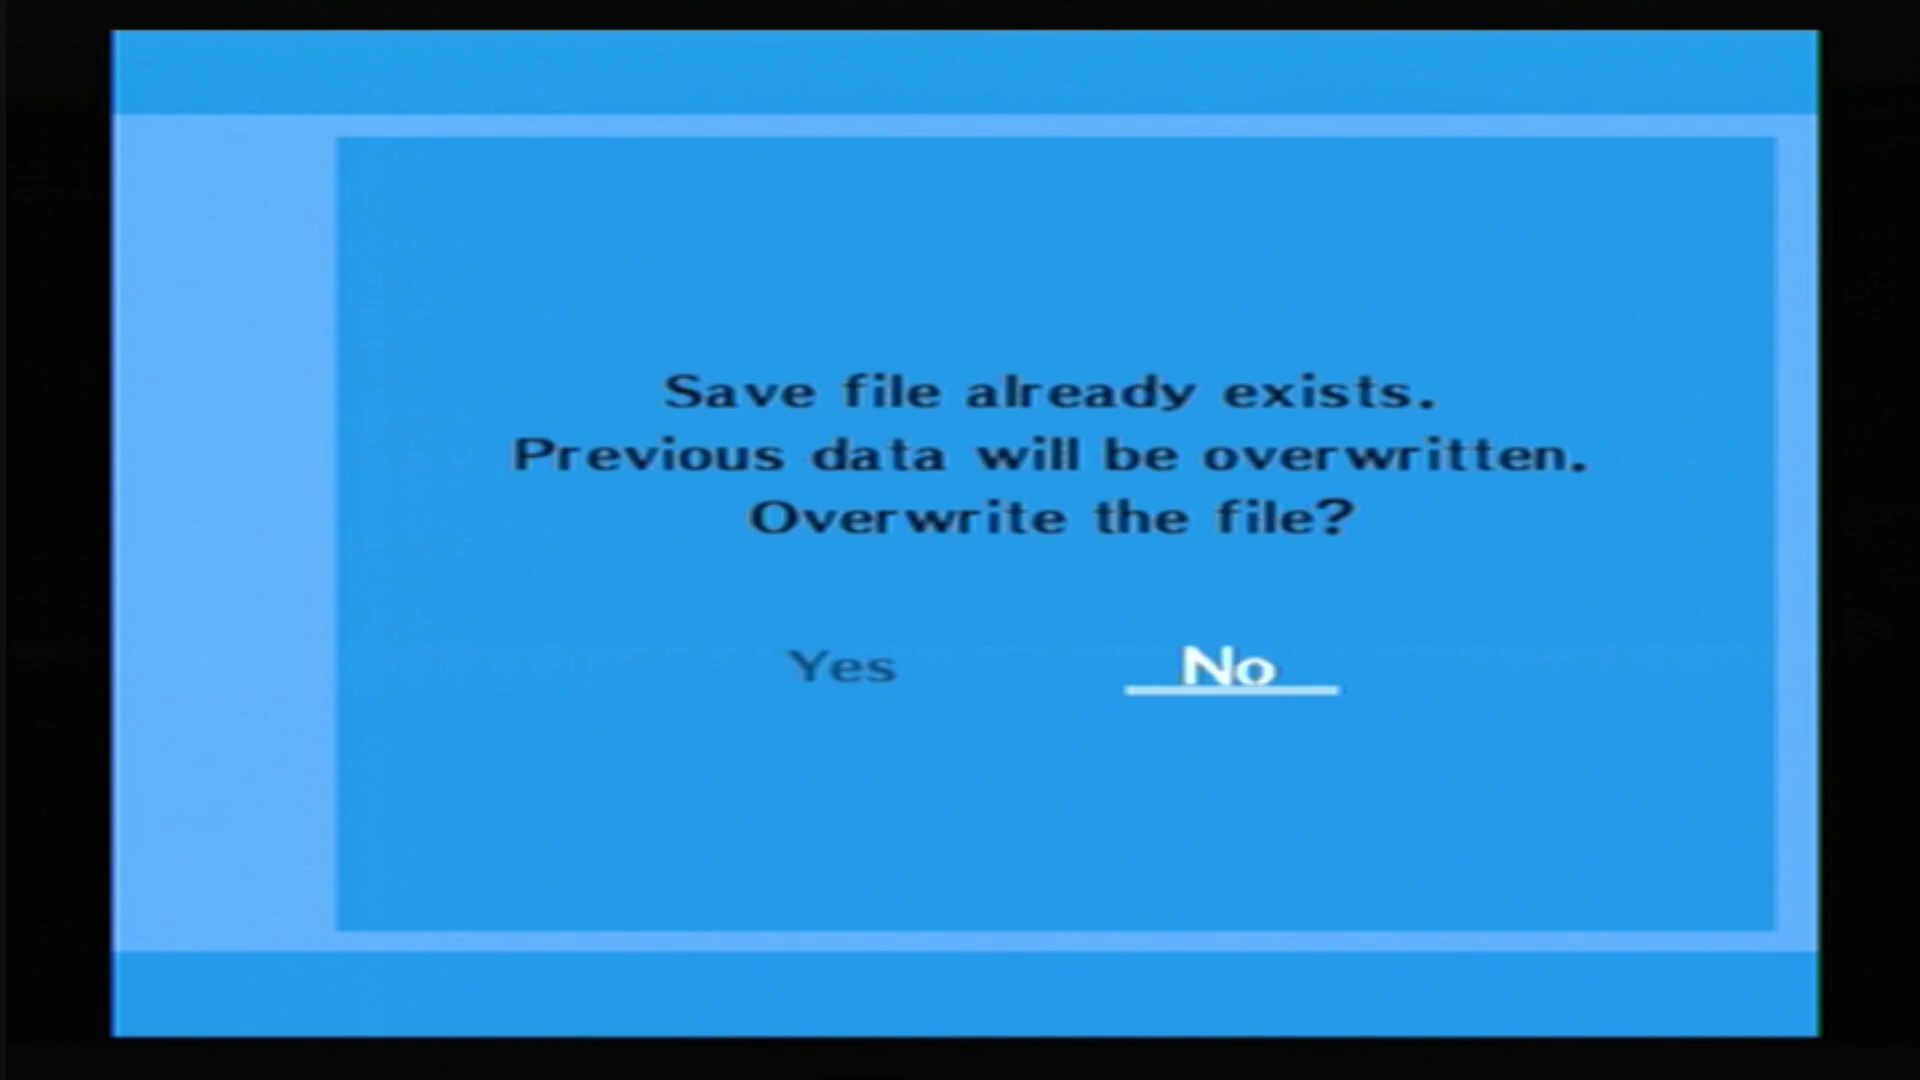 Save file already exists.
Previous data will be overwritten.
Overwrite the file?
Yes No